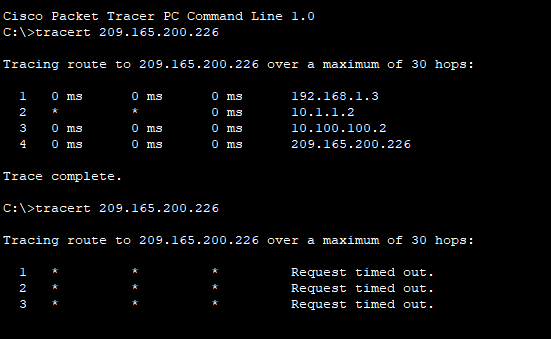 Cisco Packet Tracer PC Command Line 1.0
C:\>tracert 209.165.200.226
Tracing route to 209.165.200.226 over a maximum of 30 hops:
1 0 ms 0 ms 0 ms 192.168.1.3
2 * * 0 ms 10.1.1.2
3 0 ms 0 ms 0 ms 10.100.100.2
4 0 ms 0 ms 0 ms 209.165.200.226
Trace complete.
C:\>tracert 209.165.200.226
Tracing route to 209.165.200.226 over a maximum of 30 hops:
1 * * * Request timed out.
2 * * * Request timed out.
3 * * * Request timed out.